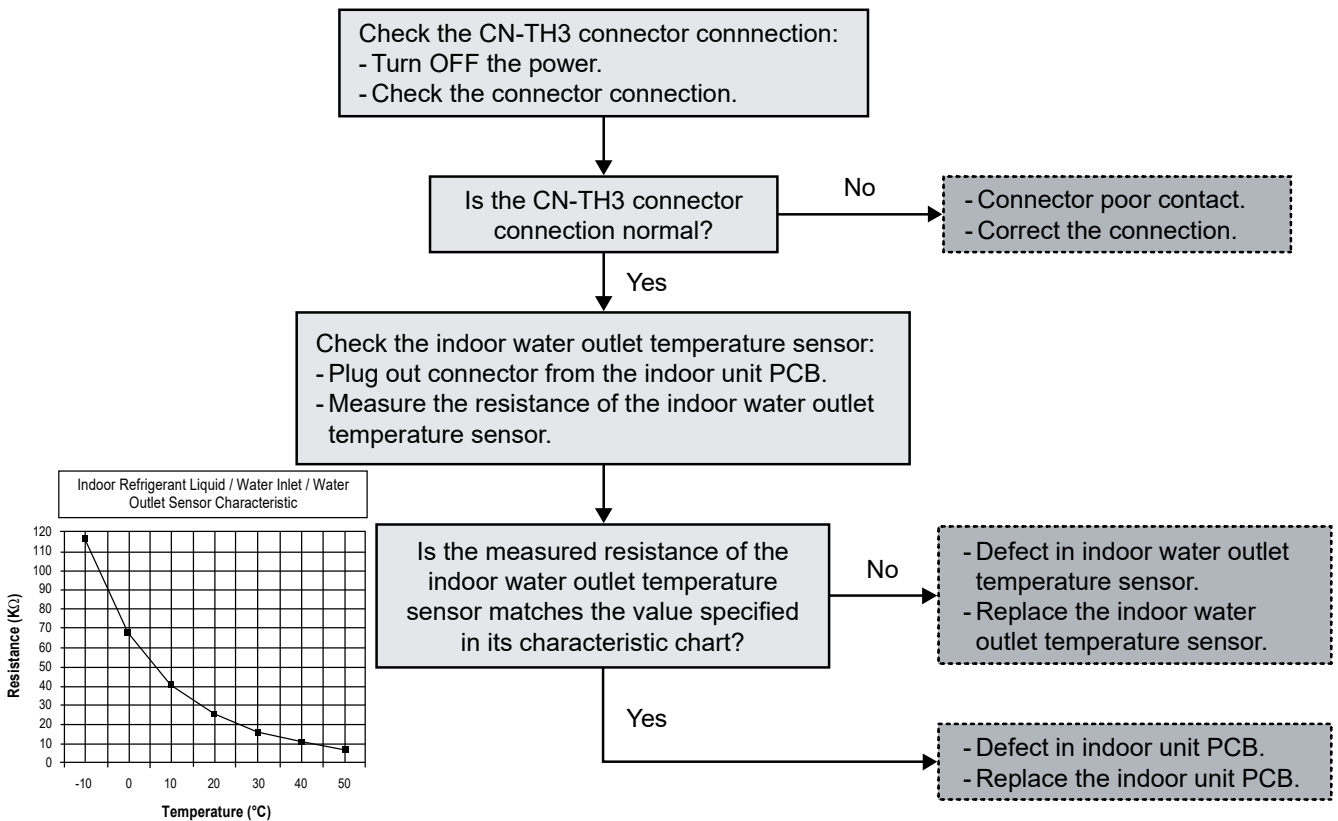 Check the CN-TH3 connector connnection:
- Turn OFF the power.
- Check the connector connection.
Is the CN-TH3 connector
connection normal?
No
- Connector poor contact.
- Correct the connection.
Yes
Check the indoor water outlet temperature sensor:
- Plug out connector from the indoor unit PCB.
- Measure the resistance of the indoor water outlet
temperature sensor.
Indoor Refrigerant Liquid / Water Inlet / Water
Outlet Sensor Characteristic
120
110
100
90
80
70
60
50
40
30
20
10
0
Resistance (KΩ)
-10 0 10 20 30 40 50
Temperature (°C)
Is the measured resistance of the
indoor water outlet temperature
sensor matches the value specified
in its characteristic chart?
No
- Defect in indoor water outlet
temperature sensor.
- Replace the indoor water
outlet temperature sensor.
Yes
- Defect in indoor unit PCB.
- Replace the indoor unit PCB.